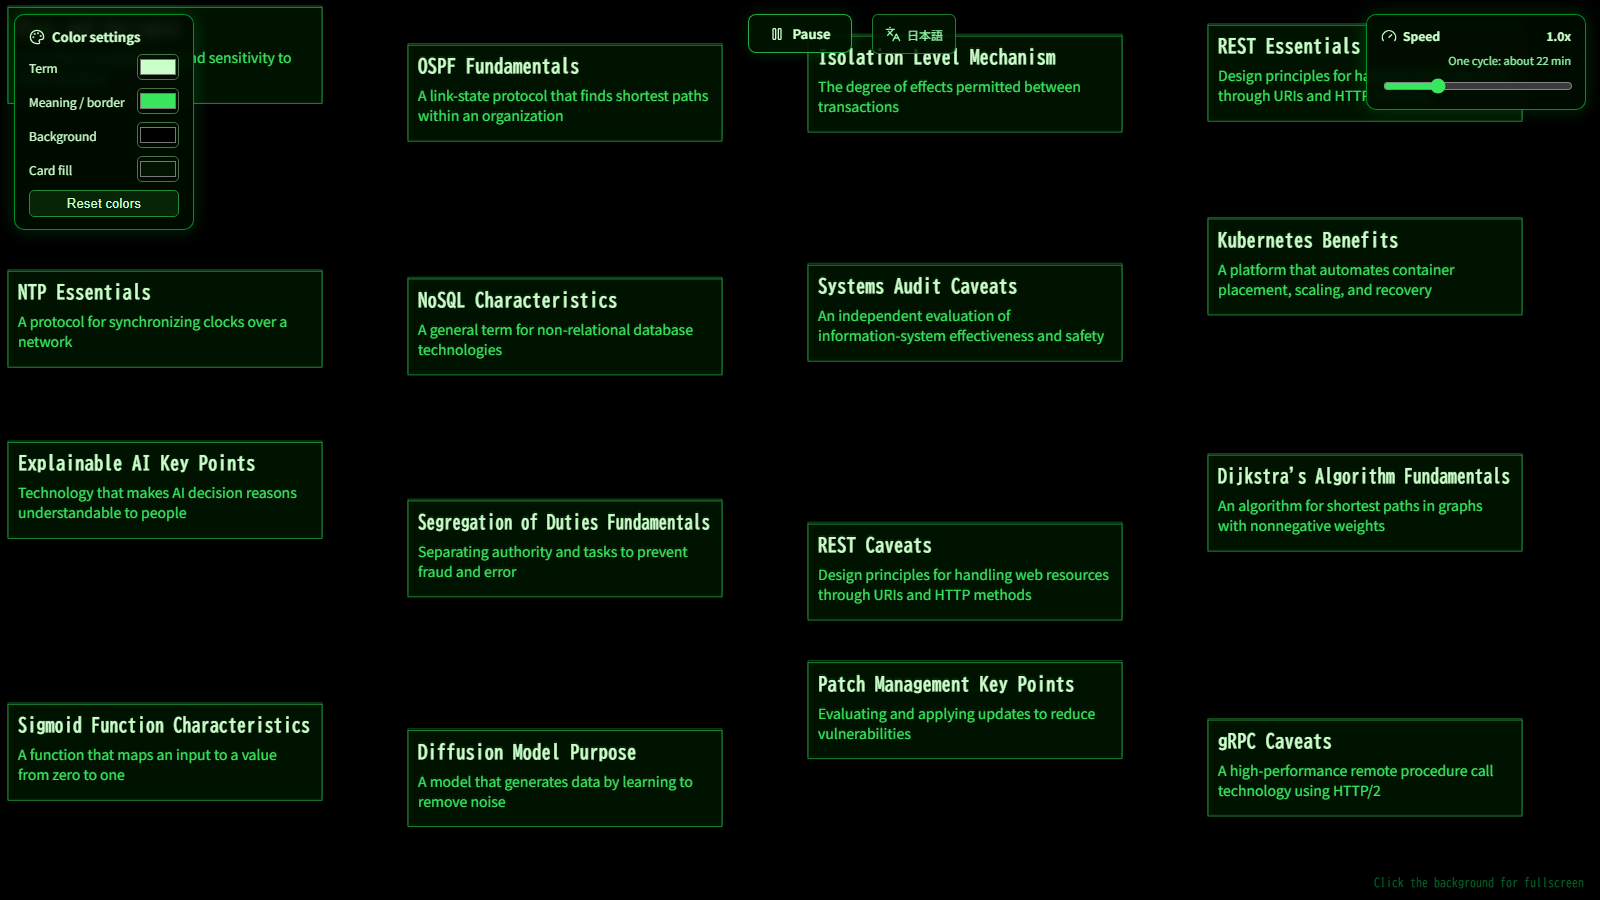 Color settings
Term
Meaning / border
Background
Card fill
Reset colors
nd sensitivity to
NTP Essentials
A protocol for synchronizing clocks over a
network
Explainable AI Key Points
Technology that makes AI decision reasons
understandable to people
Sigmoid Function Characteristics
A function that maps an input to a value
from zero to one
OSPF Fundamentals
A link-state protocol that finds shortest paths
within an organization
NoSQL Characteristics
A general term for non-relational database
technologies
Segregation of Duties Fundamentals
Separating authority and tasks to prevent
fraud and error
Diffusion Model Purpose
A model that generates data by learning to
remove noise
Pause
日本語
Isolation Level Mechanism
The degree of effects permitted between
transactions
Systems Audit Caveats
An independent evaluation of
information-system effectiveness and safety
REST Caveats
Design principles for handling web resources
through URIs and HTTP methods
Patch Management Key Points
Evaluating and applying updates to reduce
vulnerabilities
Speed
1.0x
One cycle: about 22 min
REST Essentials
Design principles for ha
through URIs and HTTP
Kubernetes Benefits
A platform that automates container
placement, scaling, and recovery
Dijkstra's Algorithm Fundamentals
An algorithm for shortest paths in graphs
with nonnegative weights
gRPC Caveats
A high-performance remote procedure call
technology using HTTP/2
Click the background for fullscreen